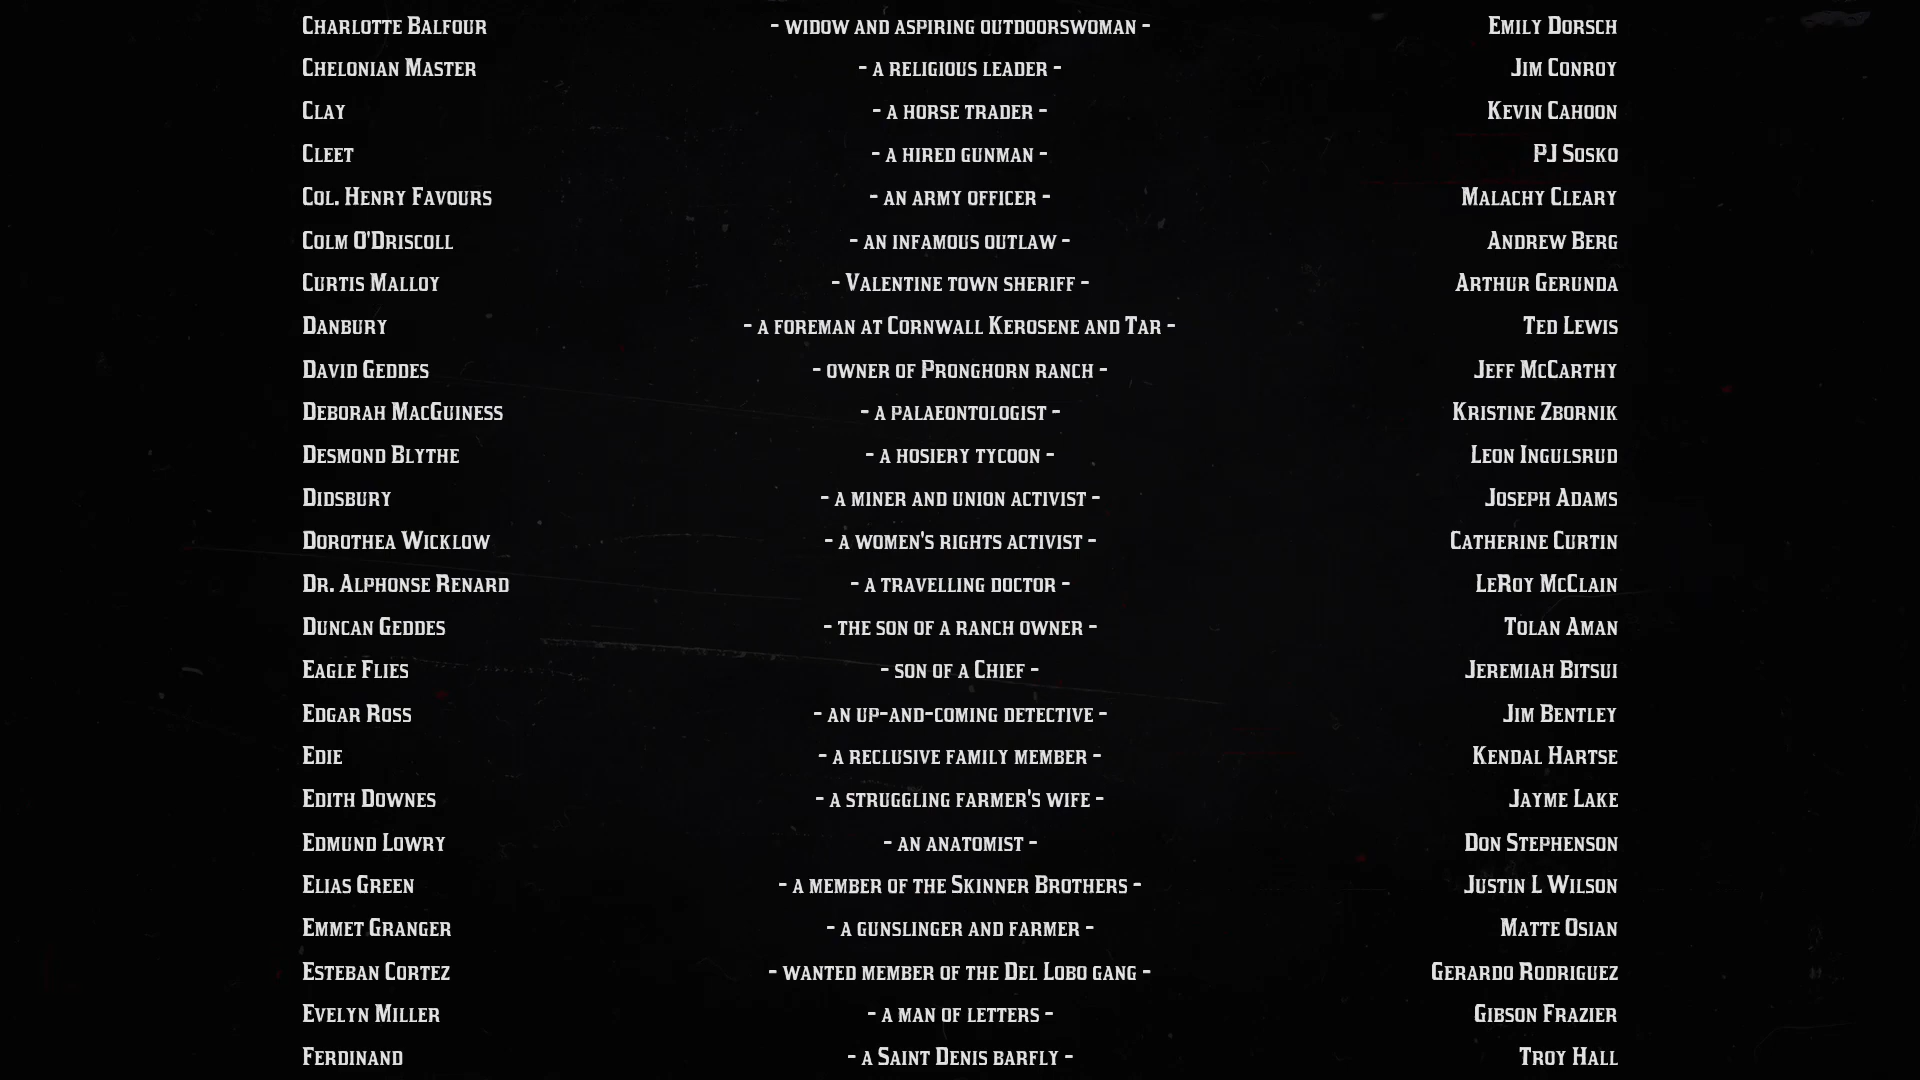 Charlotte Balfour - widow and aspiring outdoorswoman - Emily Dorsch
Chelonian Master - a religious leader - Jim Conroy
Clay - a horse trader - Kevin Cahoon
Cleet - a hired gunman - PJ Sosko
Col. Henry Favours - an army officer - Malachy Cleary
Colm O'Driscoll - an infamous outlaw - Andrew Berg
Curtis Malloy - Valentine town sheriff - Arthur Gerunda
Danbury - a foreman at Cornwall Kerosene and Tar - Ted Lewis
David Geddes - owner of Pronghorn ranch - Jeff McCarthy
Deborah MacGuiness - a palaeontologist - Kristine Zbornik
Desmond Blythe - a hosiery tycoon - Leon Ingulsrud
Didsbury - a miner and union activist - Joseph Adams
Dorothea Wicklow - a women's rights activist - Catherine Curtin
Dr. Alphonse Renard - a travelling doctor - LeRoy McClain
Duncan Geddes - the son of a ranch owner - Tolan Aman
Eagle Flies - son of a Chief - Jeremiah Bitsui
Edgar Ross - an up-and-coming detective - Jim Bentley
Edie - a reclusive family member - Kendal Hartse
Edith Downes - a struggling farmer's wife - Jayme Lake
Edmund Lowry - an anatomist - Don Stephenson
Elias Green - a member of the Skinner Brothers - Justin L Wilson
Emmet Granger - a gunslinger and farmer - Matte Osian
Esteban Cortez - wanted member of the Del Lobo gang - Gerardo Rodriguez
Evelyn Miller - a man of letters - Gibson Frazier
Ferdinand - a Saint Denis barfly - Troy Hall